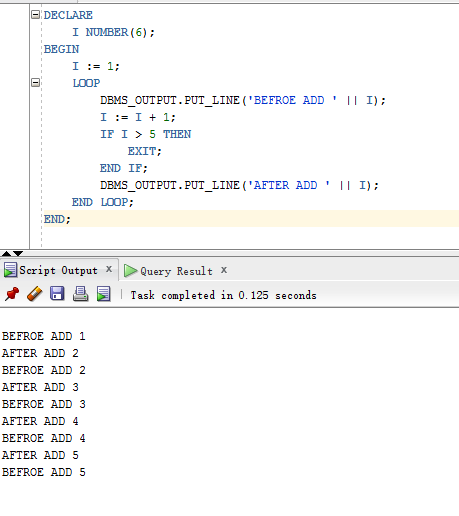 DECLARE
I NUMBER(6);
BEGIN
I := 1;
LOOP
DBMS_OUTPUT.PUT_LINE('BEFROE ADD ' || I);
I := I + 1;
IF I > 5 THEN
EXIT;
END IF;
DBMS_OUTPUT.PUT_LINE('AFTER ADD ' || I);
END LOOP;
END;
Script Output x Query Result x
Task completed in 0.125 seconds
BEFROE ADD 1
AFTER ADD 2
BEFROE ADD 2
AFTER ADD 3
BEFROE ADD 3
AFTER ADD 4
BEFROE ADD 4
AFTER ADD 5
BEFROE ADD 5